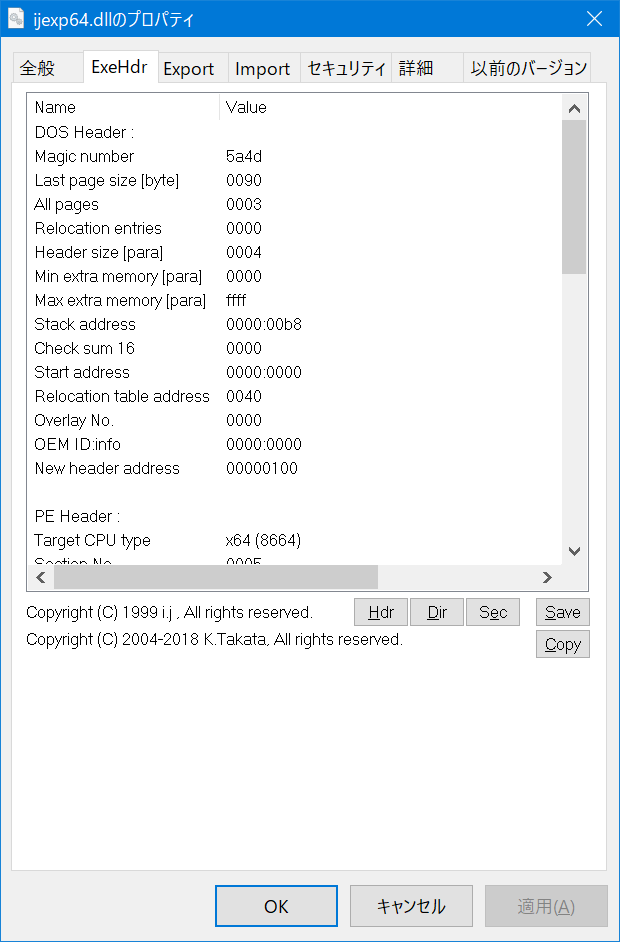 ijexp64.dllのプロパティ
全般 ExeHdr Export Import セキュリティ 詳細 以前のバージョン
Name Value
DOS Header :
Magic number 5a4d
Last page size [byte] 0090
All pages 0003
Relocation entries 0000
Header size [para] 0004
Min extra memory [para] 0000
Max extra memory [para] ffff
Stack address 0000:00b8
Check sum 16 0000
Start address 0000:0000
Relocation table address 0040
Overlay No. 0000
OEM ID:info 0000:0000
New header address 00000100
PE Header :
Target CPU type x64 (8664)
Section No 0005
Copyright (C) 1999 i.j , All rights reserved. Hdr Dir Sec Save
Copyright (C) 2004-2018 K.Takata, All rights reserved. Copy
OK キャンセル 適用(A)